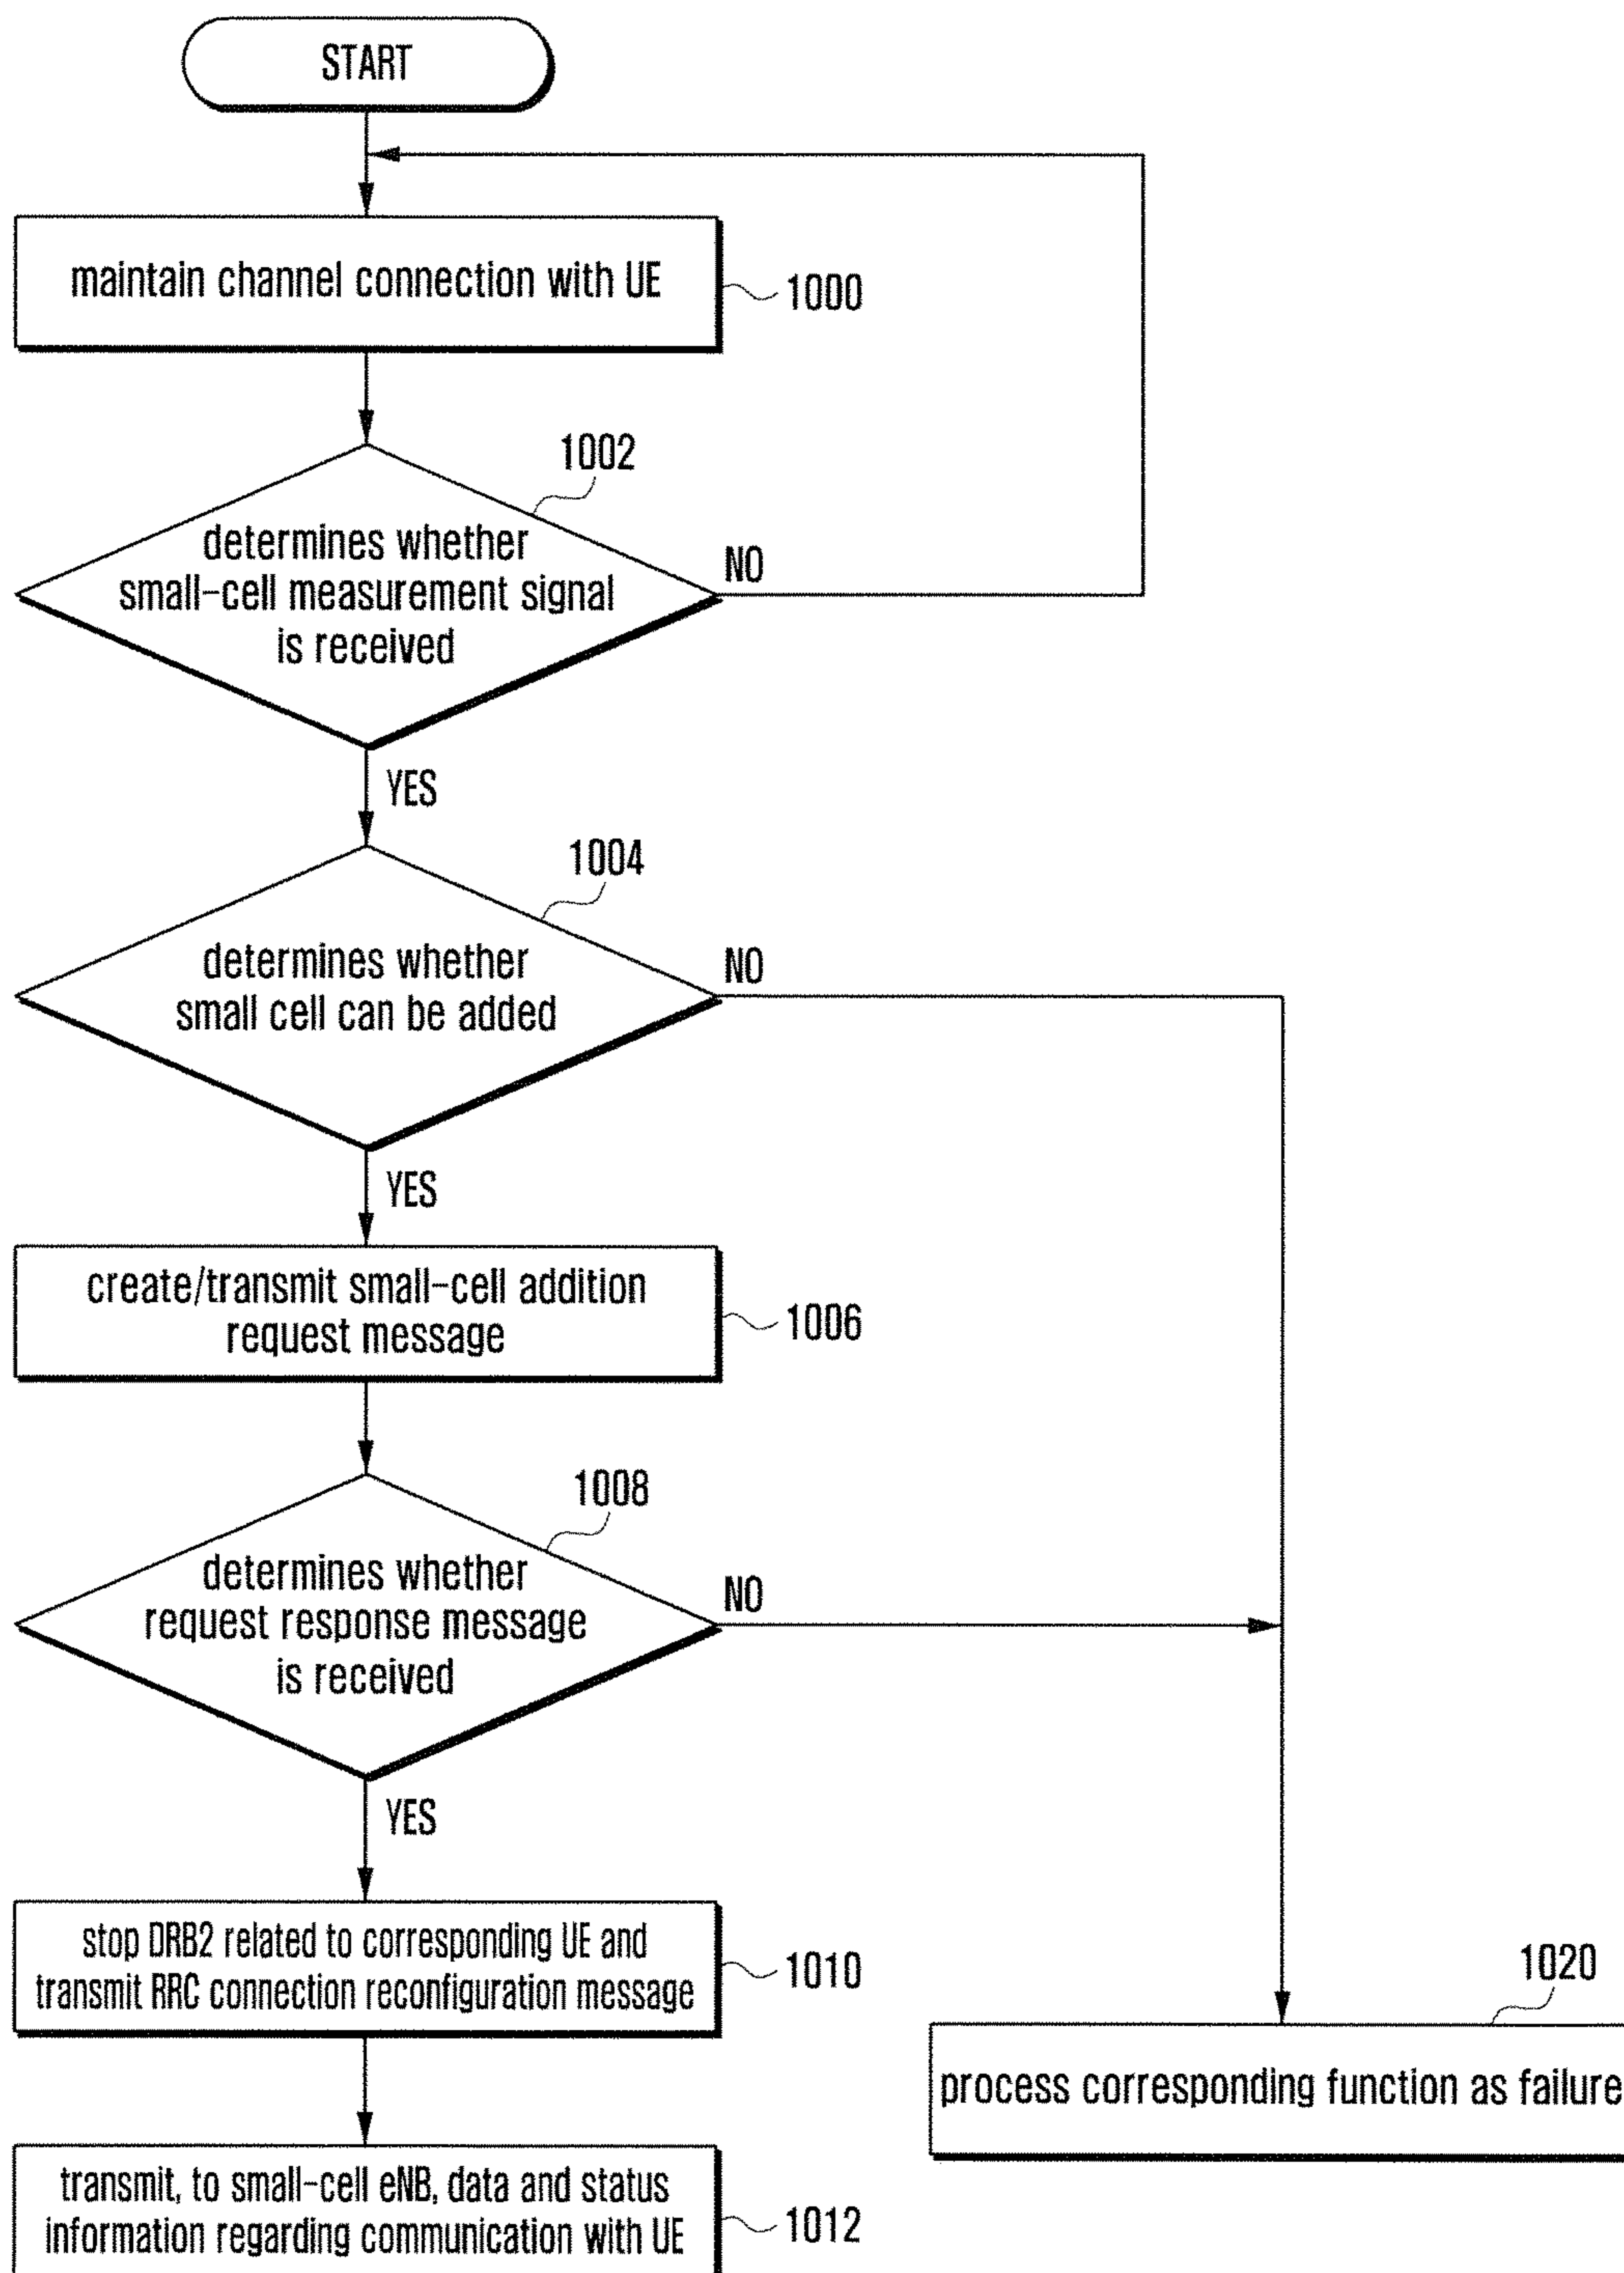 START
maintain channel connection with UE
1000
1002
determines whether
small-cell measurement signal
is received
NO
YES
1004
determines whether
small cell can be added
NO
YES
create/transmit small-cell addition
request message
1006
1008
determines whether
request response message
is received
NO
YES
stop DRB2 related to corresponding UE and
transmit RRC connection reconfiguration message
1010
1020
process corresponding function as failure
transmit, to small-cell eNB, data and status
information regarding communication with UE
1012